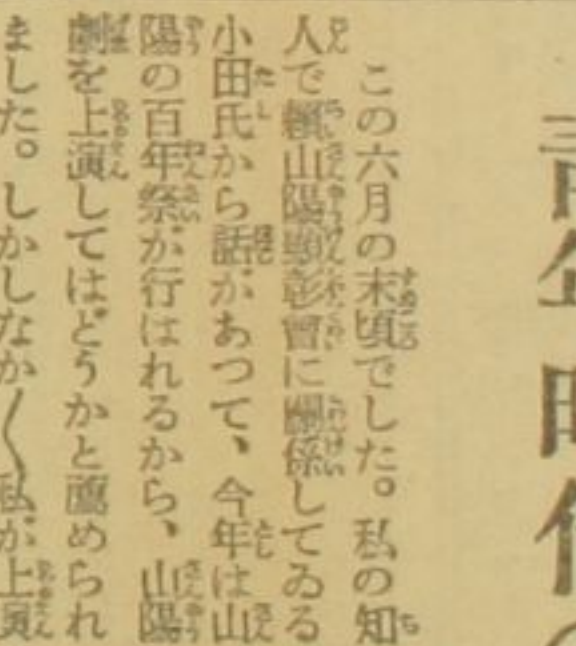 この六月の末頃でした。私の知
人で頼山陽顕彰會に關係してゐる
小田氏から話があつて、今年は山
陽の百年祭が行はれるから、山陽
劇を上演してはどうかと薦められ
ました。しかしなか〱私が上演